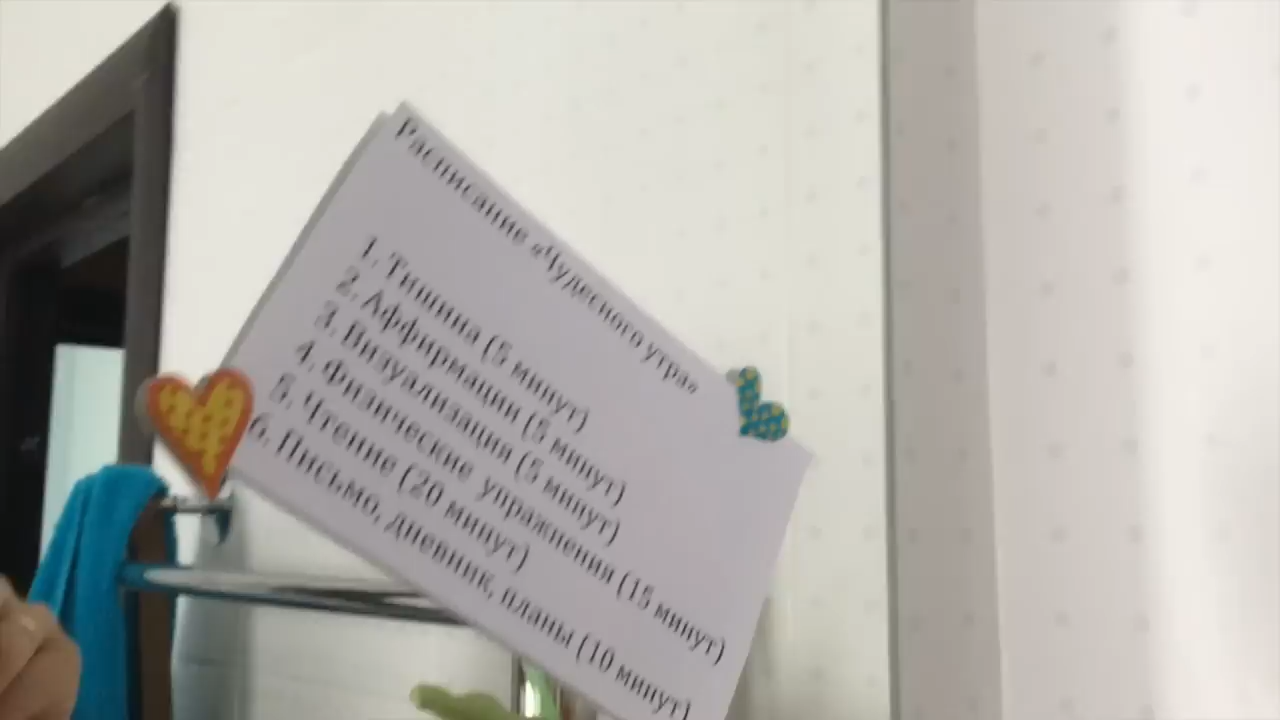 Расписание «Чудесного утра»
1. Тишина (5 минут)
2. Аффирмации (5 минут)
3. Визуализация (5 минут)
4. Физические упражнения (15 минут)
5. Чтение (20 минут)
6. Письмо, дневник, планы (10 минут)